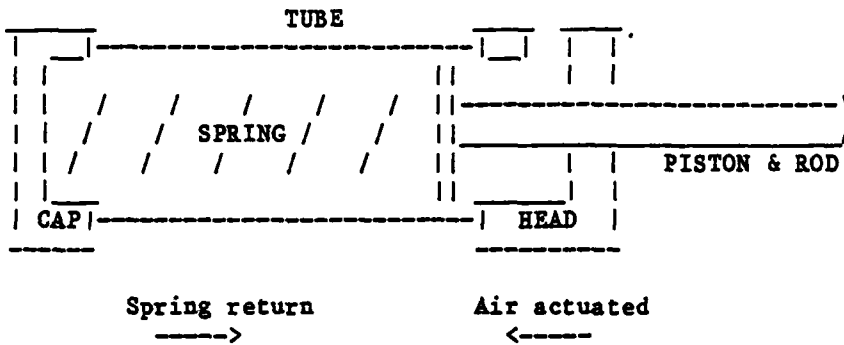 TUBE
SPRING
PISTON & ROD
CAP HEAD
Spring return Air actuated